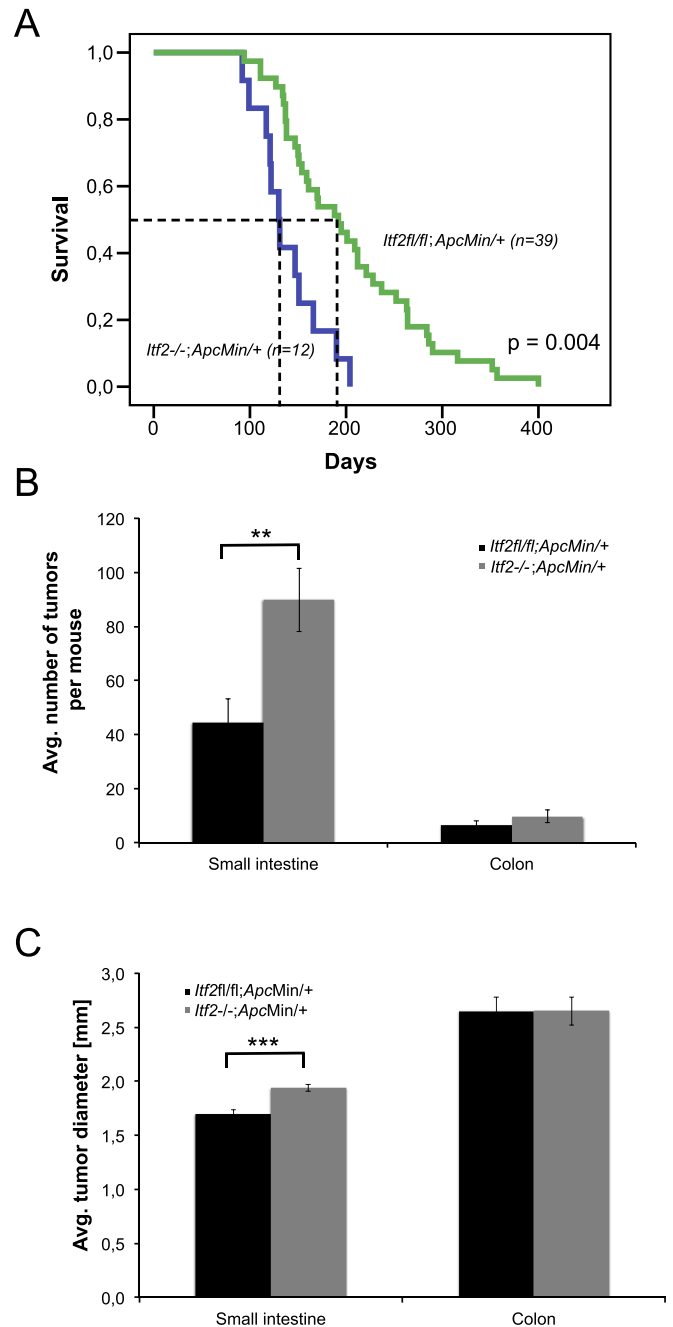 A
1,0
0,8
0,6
0,4
0,2
0,0
Survival
Itf2fl/fl;ApcMin/+ (n=39)
p = 0.004
Itf2-/-;ApcMin/+ (n=12)
0
100
200
300
400
Days
B
120
100
80
60
40
20
0
Avg. number of tumors
per mouse
**
Itf2fl/fl;ApcMin/+
Itf2-/-;ApcMin/+
Small intestine
Colon
C
3,0
2,5
2,0
1,5
1,0
0,5
0,0
Avg. tumor diameter [mm]
Itf2fl/fl;ApcMin/+
Itf2-/-;ApcMin/+
***
Small intestine
Colon